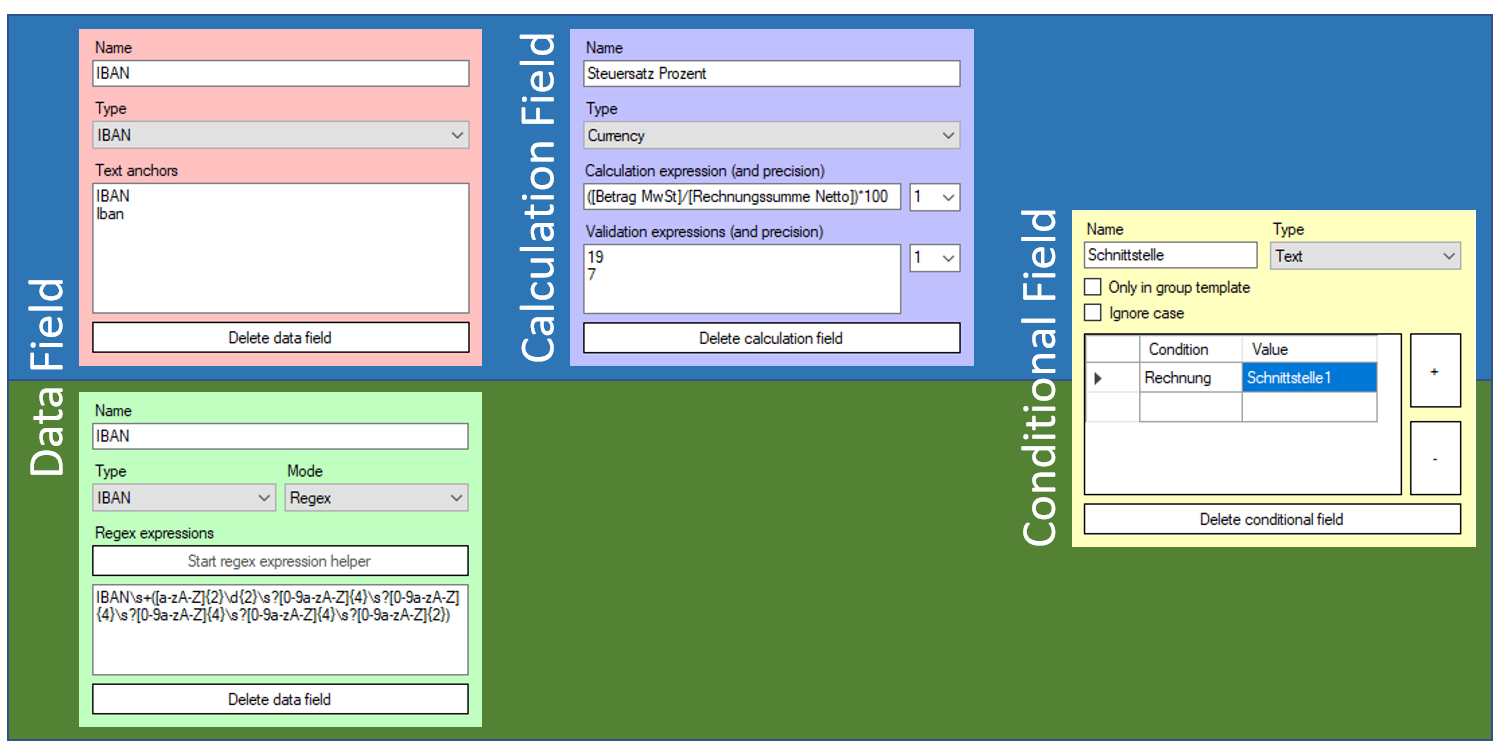 Data Field
Name
IBAN
Type
IBAN
Text anchors
IBAN
Iban
Delete data field
Name
IBAN
Type
Mode
IBAN
Regex
Regex expressions
Start regex expression helper
IBAN\s+([a-zA-Z]{2}\d{2}\s?[0-9a-zA-Z]{4}\s?[0-9a-zA-Z]
{4}\s?[0-9a-zA-Z]{4}\s?[0-9a-zA-Z]{4}\s?[0-9a-zA-Z]{2})
Delete data field
Calculation Field
Name
Steuersatz Prozent
Type
Currency
Calculation expression (and precision)
([Betrag MwSt]/[Rechnungssumme Netto])*100
1
Validation expressions (and precision)
19
7
1
Delete calculation field
Conditional Field
Name
Type
Schnittstelle
Text
Only in group template
Ignore case
Condition
Value
Rechnung
Schnittstelle1
+
-
Delete conditional field